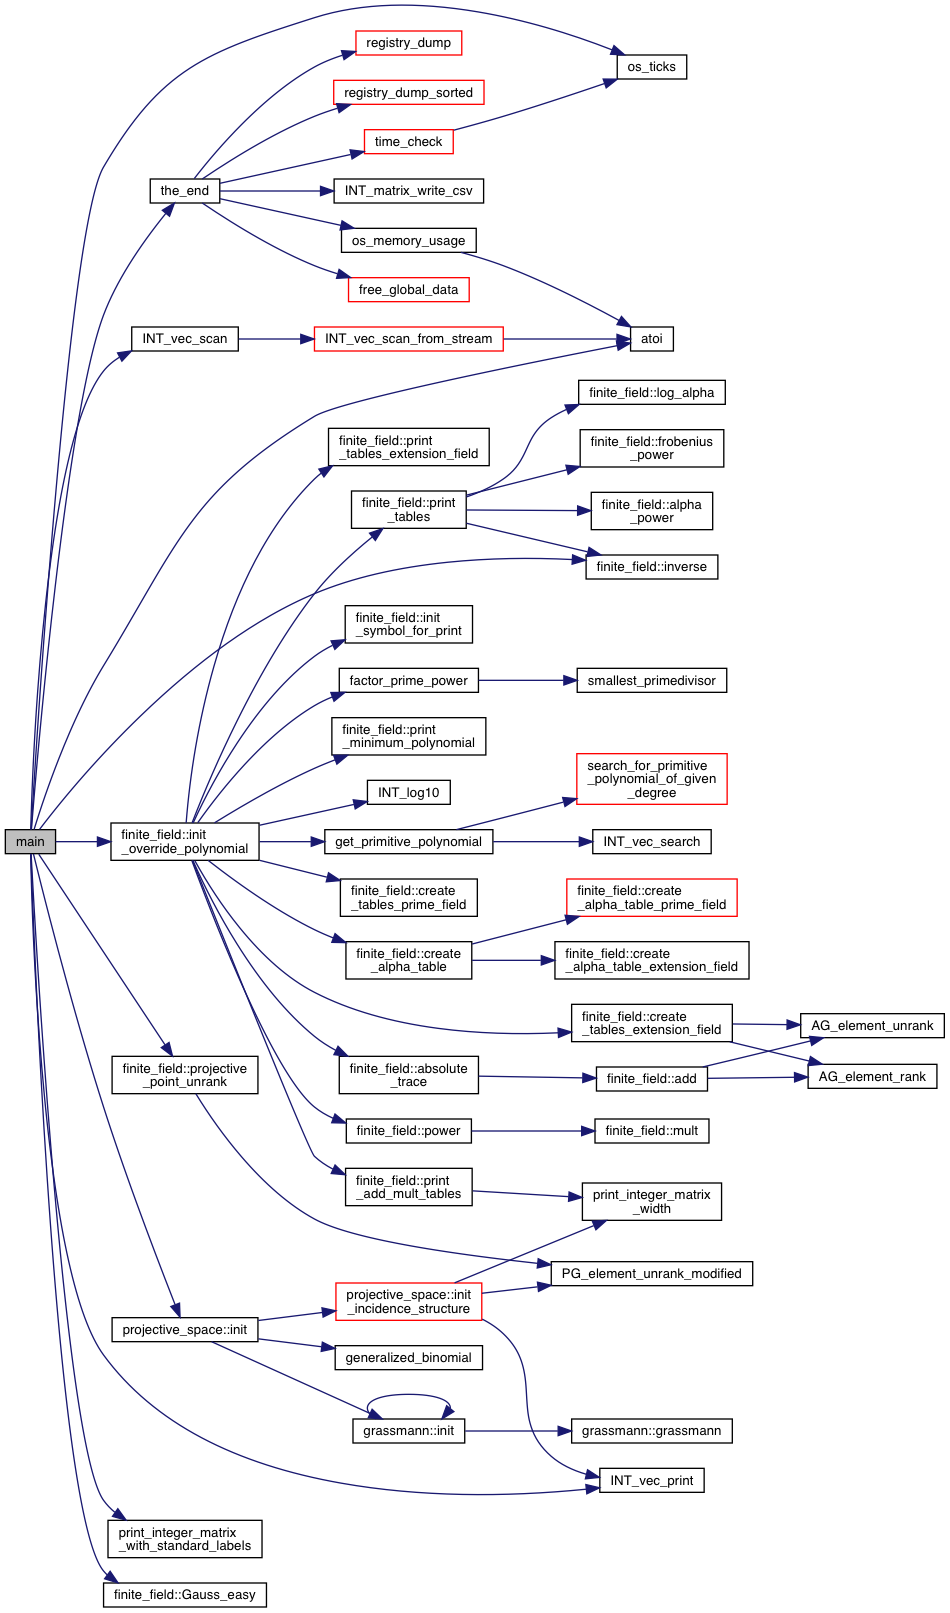 registry_dump
os_ticks
registry_dump_sorted
time_check
the_end
INT_matrix_write_csv
os_memory_usage
free_global_data
INT_vec_scan
INT_vec_scan_from_stream
atoi
finite_field::log_alpha
finite_field::print
_tables_extension_field
finite_field::frobenius
_power
finite_field::print
_tables
finite_field::alpha
_power
finite_field::inverse
finite_field::init
_symbol_for_print
factor_prime_power
smallest_primedivisor
finite_field::print
_minimum_polynomial
search_for_primitive
_polynomial_of_given
_degree
INT_log10
main
finite_field::init
_override_polynomial
get_primitive_polynomial
INT_vec_search
finite_field::create
_tables_prime_field
finite_field::create
_alpha_table_prime_field
finite_field::create
_alpha_table
finite_field::create
_alpha_table_extension_field
finite_field::create
_tables_extension_field
AG_element_unrank
finite_field::projective
_point_unrank
finite_field::absolute
_trace
finite_field::add
AG_element_rank
finite_field::power
finite_field::mult
finite_field::print
_add_mult_tables
print_integer_matrix
_width
PG_element_unrank_modified
projective_space::init
_incidence_structure
projective_space::init
generalized_binomial
grassmann::init
grassmann::grassmann
INT_vec_print
print_integer_matrix
_with_standard_labels
finite_field::Gauss_easy